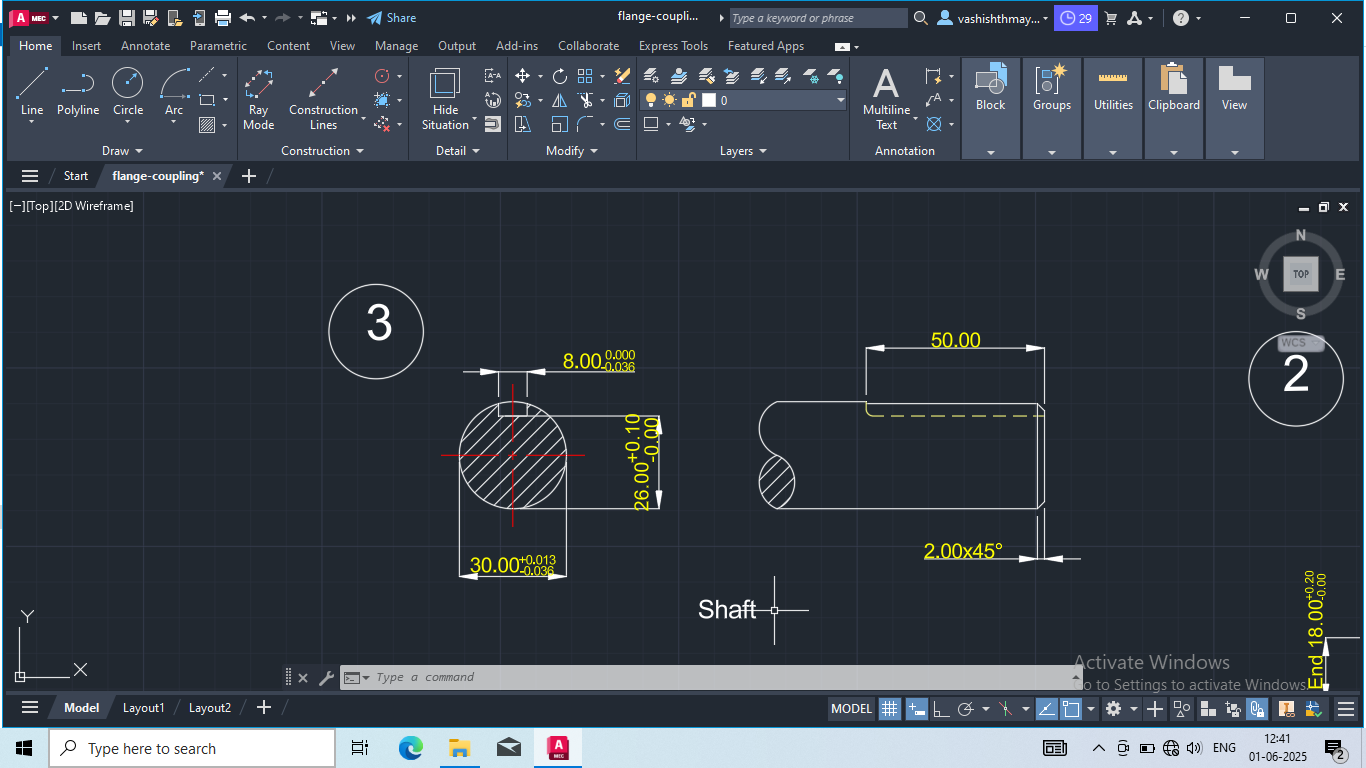 A MEC Share flange-coupli... Type a keyword or phrase vashishthmay... 29
Home Insert Annotate Parametric Content View Manage Output Add-ins Collaborate Express Tools Featured Apps
Line Polyline Circle Arc Ray Mode Construction Lines Hide Situation 0 Multiline Text Block Groups Utilities Clipboard View
Draw Construction Detail Modify Layers Annotation
Start flange-coupling*
[−][Top][2D Wireframe]
N
W TOP E
S
WCS
3
2
8.00 0.000 -0.036
50.00
26.00 +0.10 -0.00
30.00 +0.013 -0.036
2.00x45°
Shaft
End 18.00 +0.20 -0.00
Y
X
Type a command
Activate Windows
Go to Settings to activate Windows.
Model Layout1 Layout2 MODEL
Type here to search
A MEC
ENG
12:41
01-06-2025
2